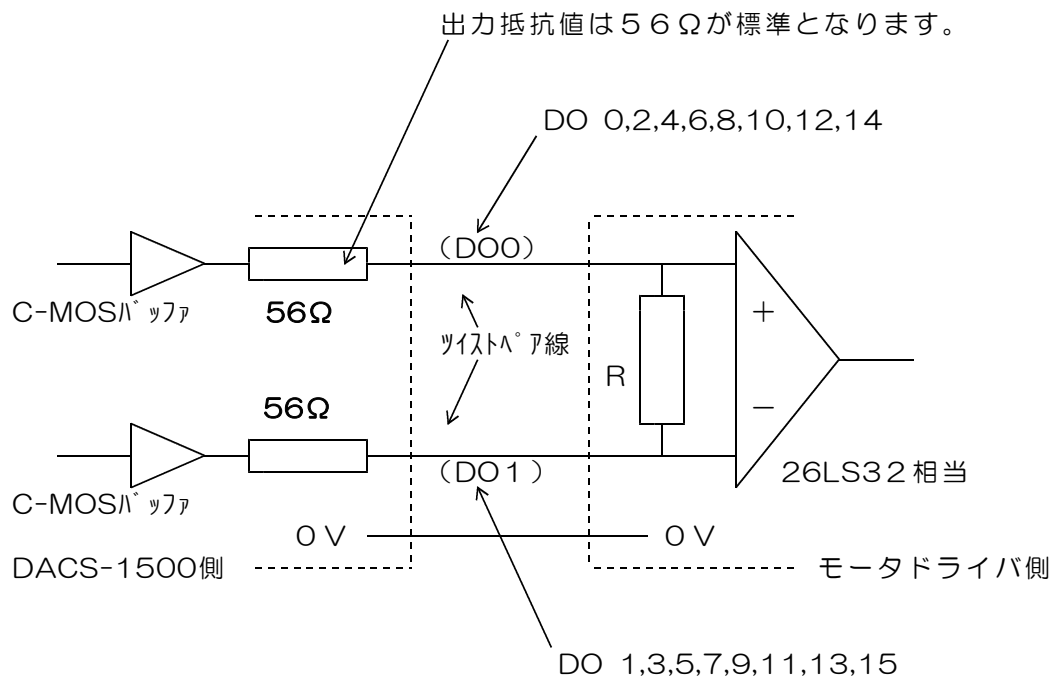 出力抵抗値は５６Ωが標準となります。
DO 0,2,4,6,8,10,12,14
（DO0）
C-MOSﾊﾞｯﾌｧ
56Ω
＋
ﾂｲｽﾄﾍﾟｱ線
R
56Ω
－
（DO１）
26LS3２相当
C-MOSﾊﾞｯﾌｧ
０Ｖ
０Ｖ
DACS-1500側
モータドライバ側
DO 1,3,5,7,9,11,13,15